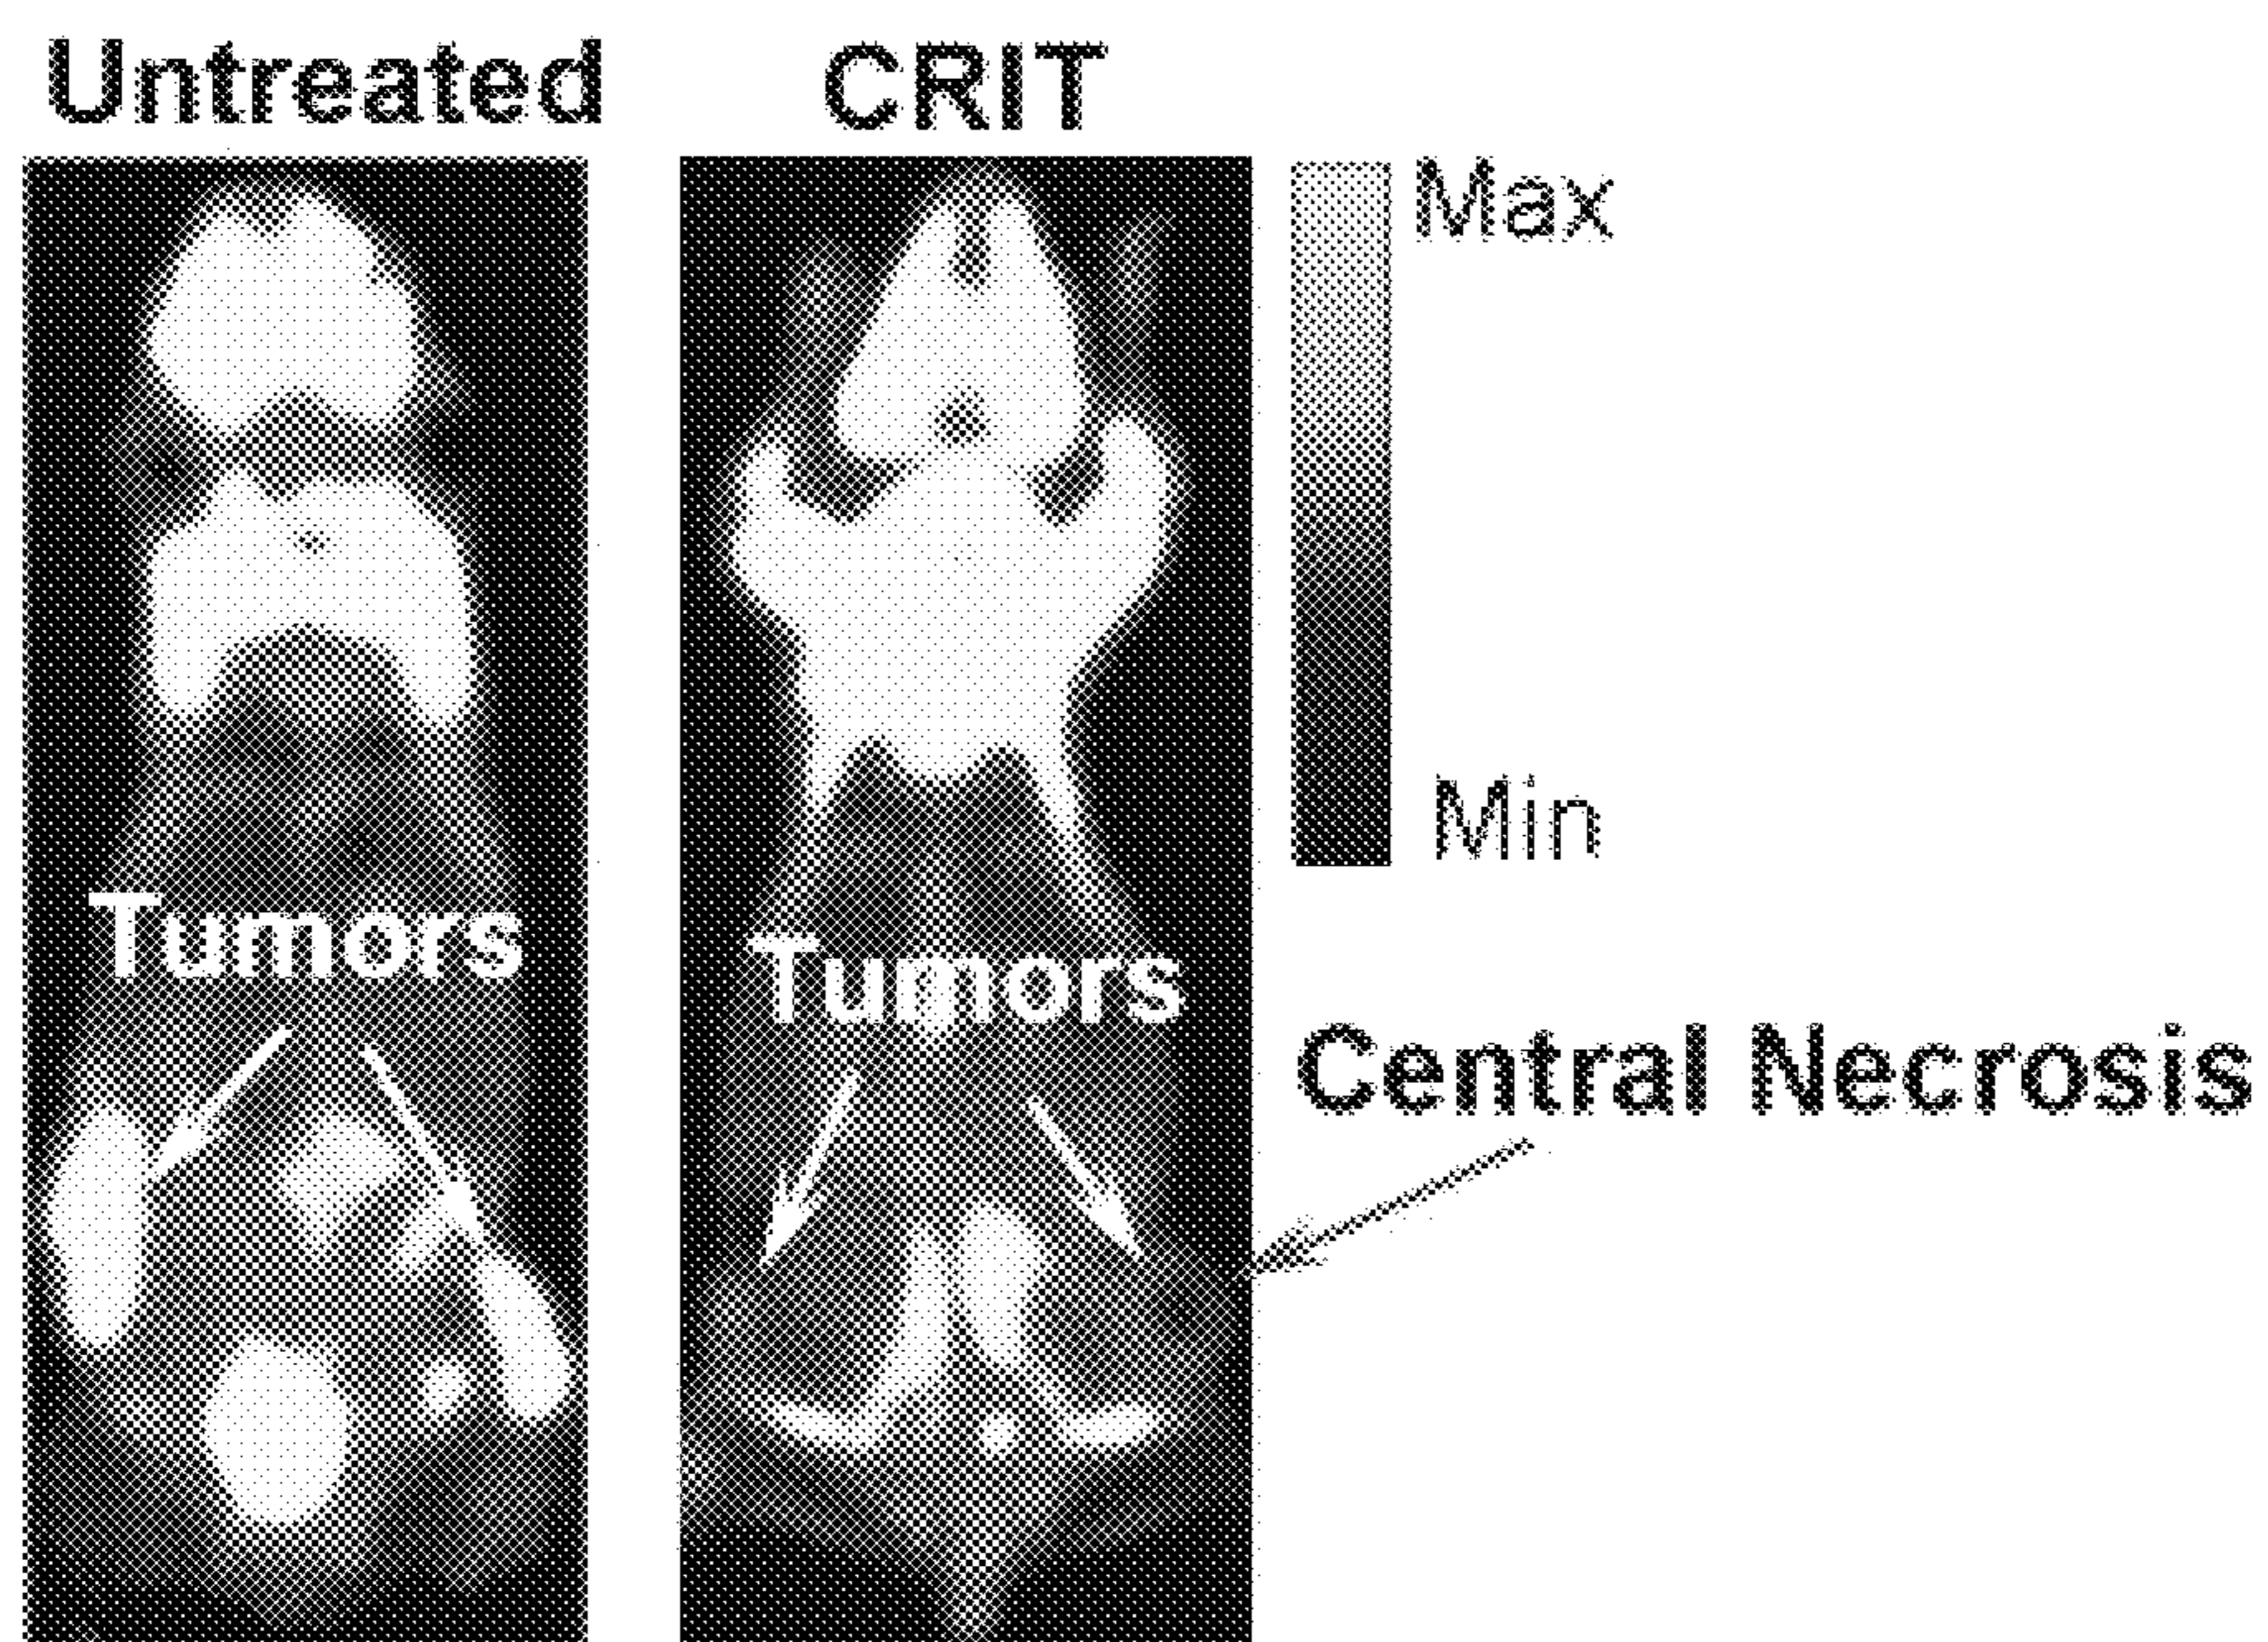 Untreated
CRIT
Max
Min
Tumors
Tumors
Central Necrosis